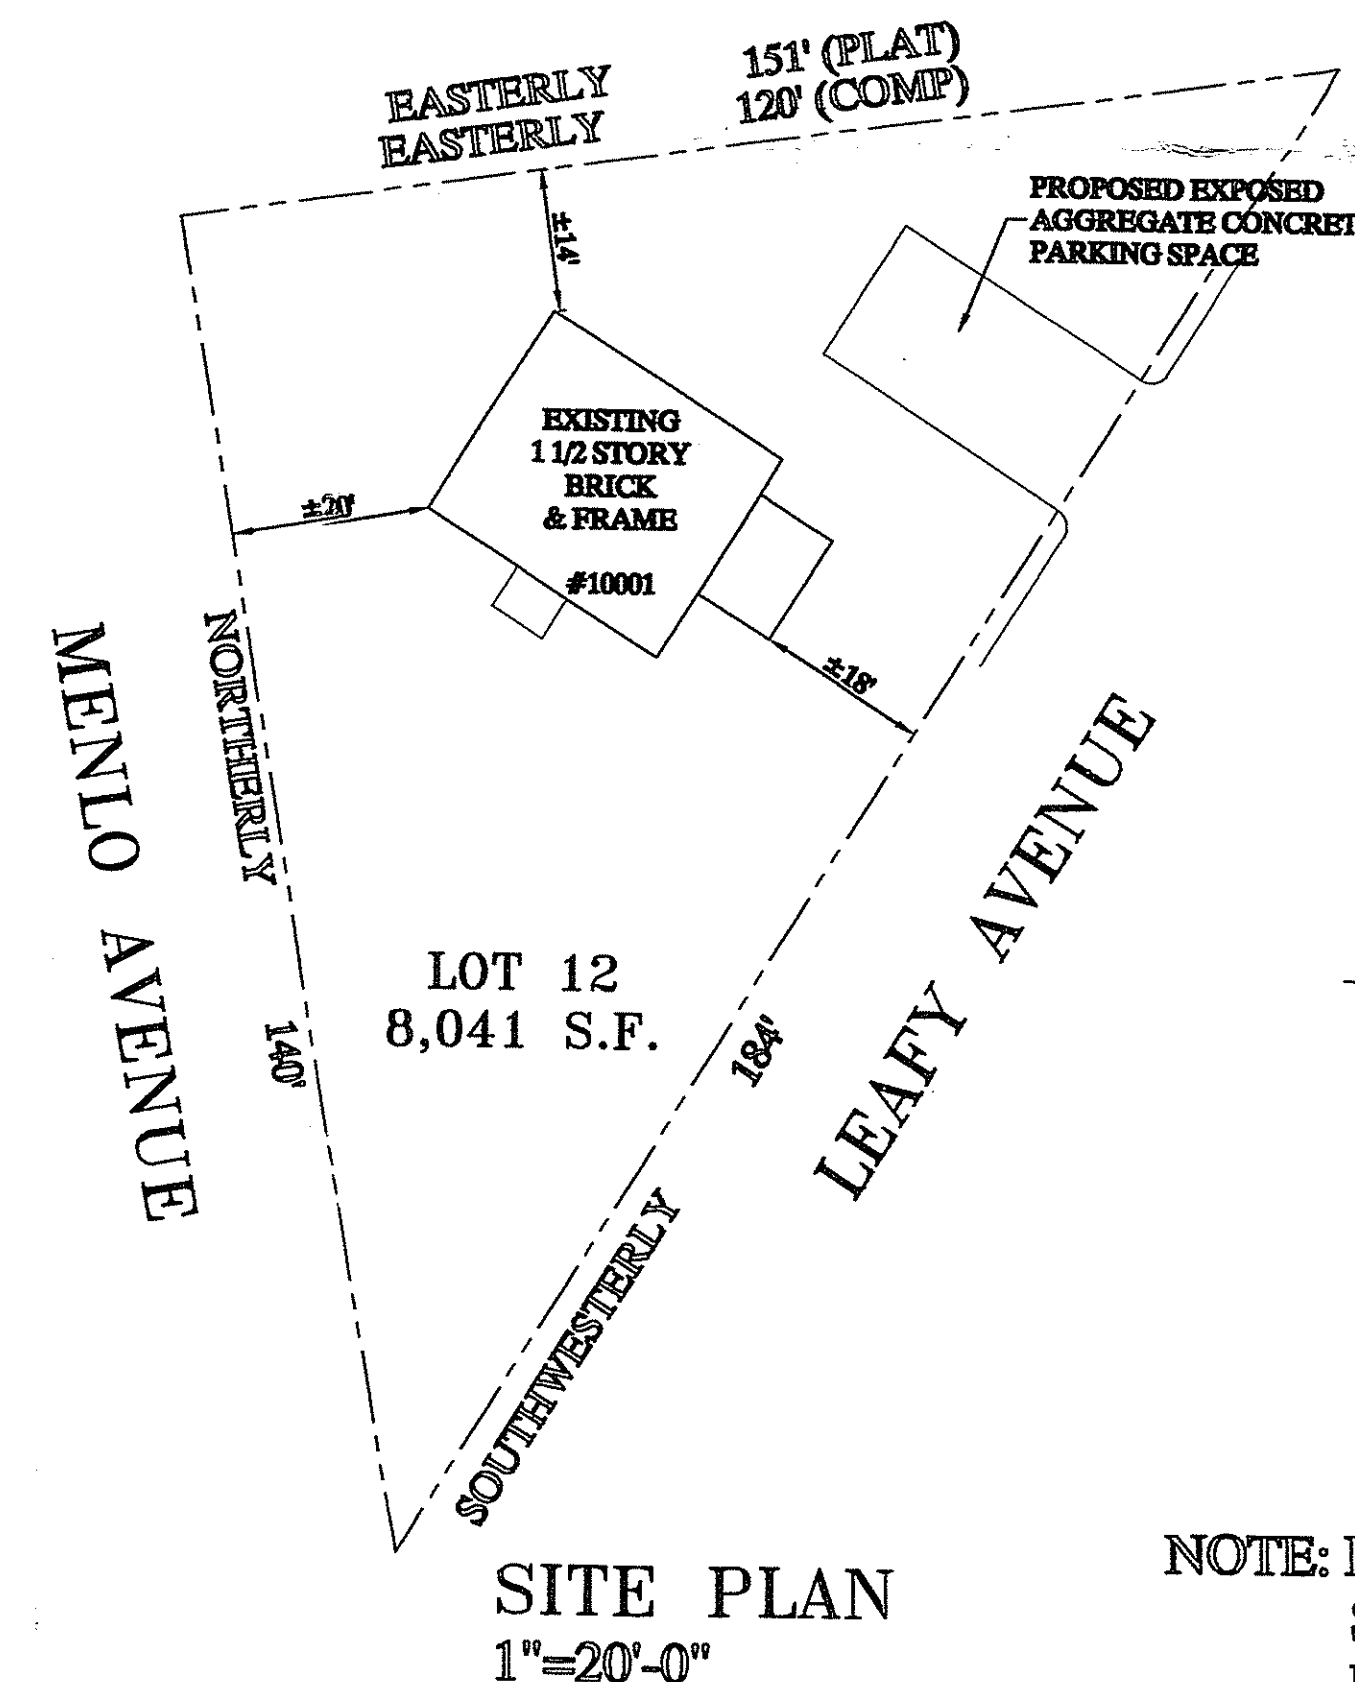 151' (PLAT)
120' (COMP)
EASTERLY
EASTERLY
PROPOSED EXPOSED
AGGREGATE CONCRET
PARKING SPACE
±14'
EXISTING
1 1/2 STORY
BRICK
& FRAME
#10001
±20'
±18'
MENLO AVENUE
NORTHERLY
140'
LOT 12
8,041 S.F.
184'
LEAFY AVENUE
SOUTHWESTERLY
SITE PLAN
1"=20'-0"
NOTE: